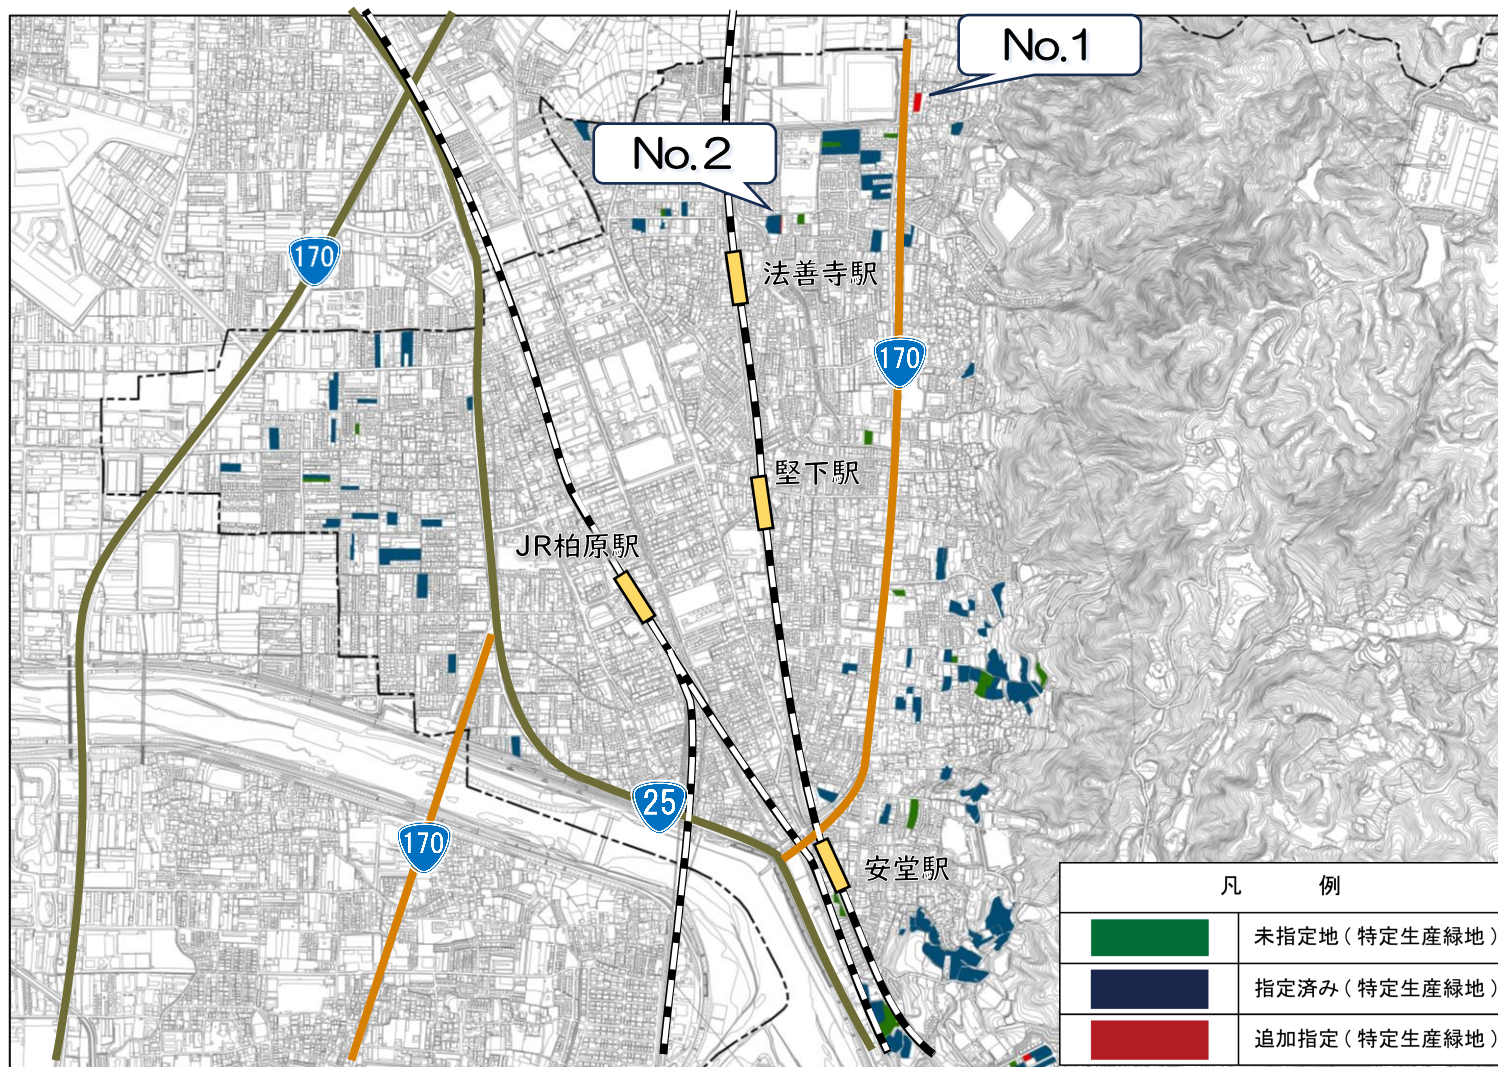 No.1
No.2
170
法善寺駅
170
堅下駅
JR柏原駅
25
170
安堂駅
凡 例
未指定地(特定生産緑地)
指定済み(特定生産緑地)
追加指定(特定生産緑地)